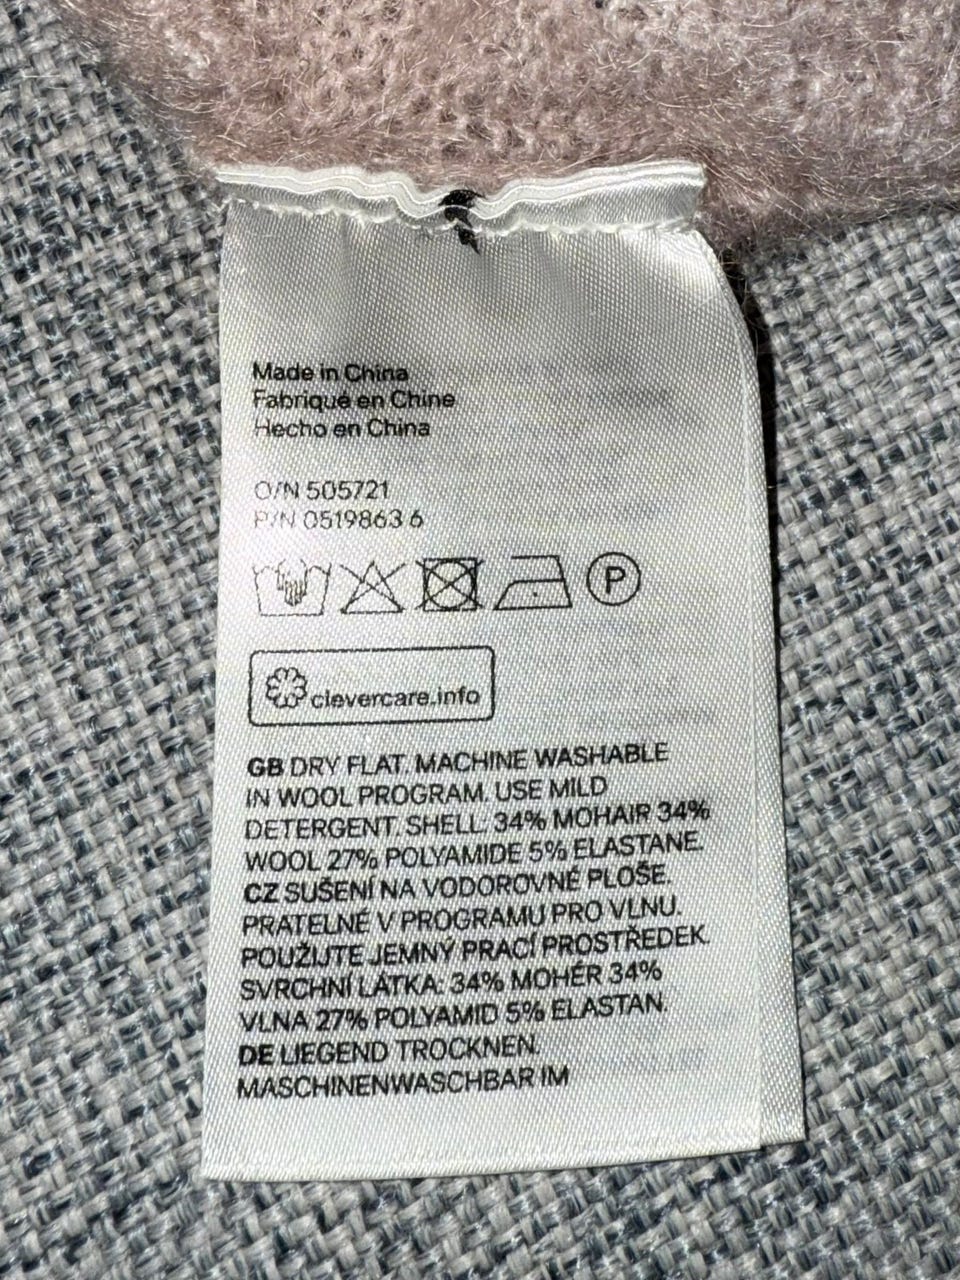 Made in China
Fabriqué en Chine
Hecho en China
O/N 505721
P/N 0519863 6
P
clevercare.info
GB DRY FLAT. MACHINE WASHABLE
IN WOOL PROGRAM. USE MILD
DETERGENT. SHELL: 34% MOHAIR 34%
WOOL 27% POLYAMIDE 5% ELASTANE.
CZ SUŠENÍ NA VODOROVNÉ PLOŠE.
PRATELNÉ V PROGRAMU PRO VLNU.
POUŽIJTE JEMNÝ PRACÍ PROSTŘEDEK.
SVRCHNÍ LÁTKA: 34% MOHÉR 34%
VLNA 27% POLYAMID 5% ELASTAN.
DE LIEGEND TROCKNEN.
MASCHINENWASCHBAR IM